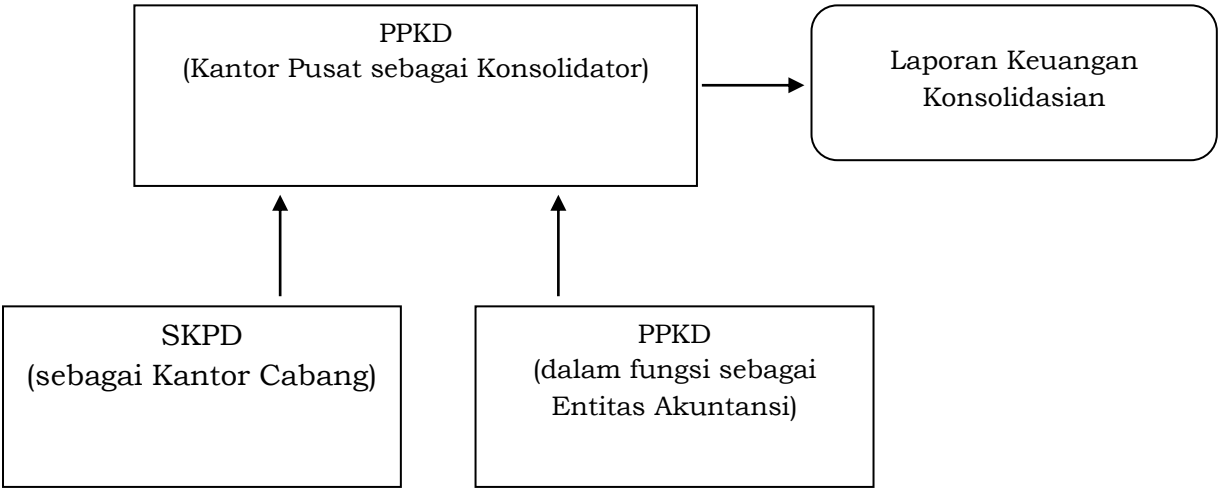 PPKD
(Kantor Pusat sebagai Konsolidator)
Laporan Keuangan
Konsolidasian
SKPD
(sebagai Kantor Cabang)
PPKD
(dalam fungsi sebagai
Entitas Akuntansi)